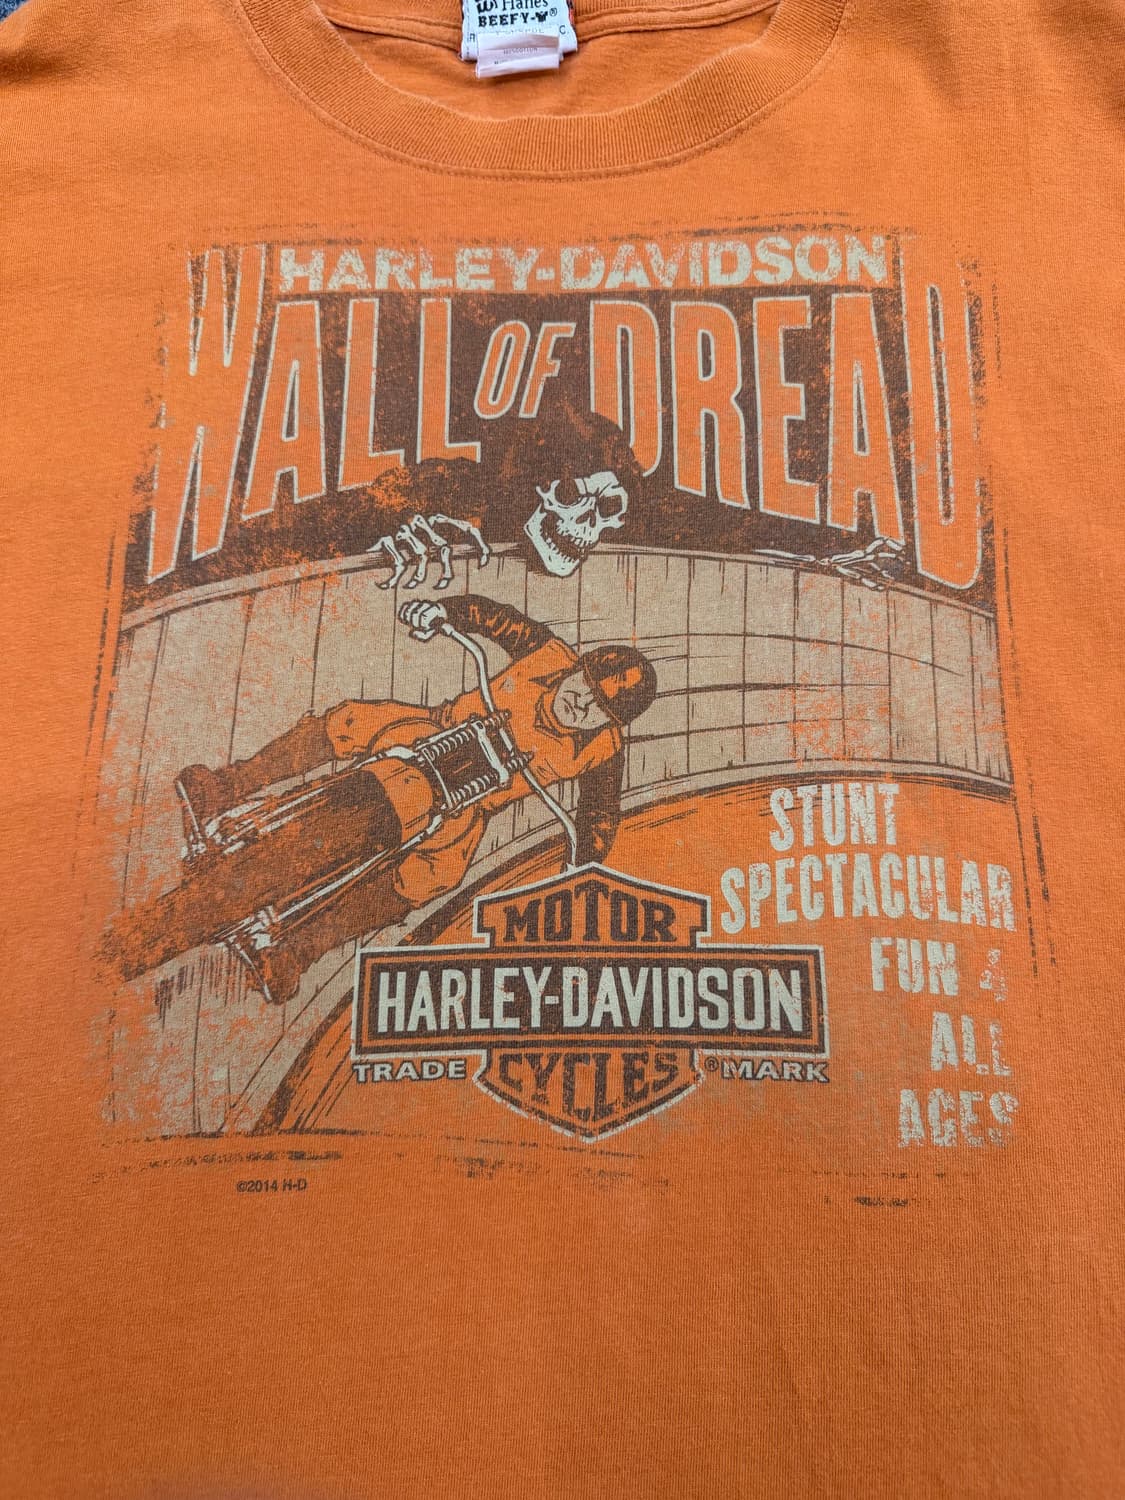 Hanes
BEEFY-T®
HARLEY-DAVIDSON
WALL OF DREAD
STUNT
SPECTACULAR
FUN 4
ALL
AGES
MOTOR
HARLEY-DAVIDSON
TRADE ® MARK
CYCLES
©2014 H-D